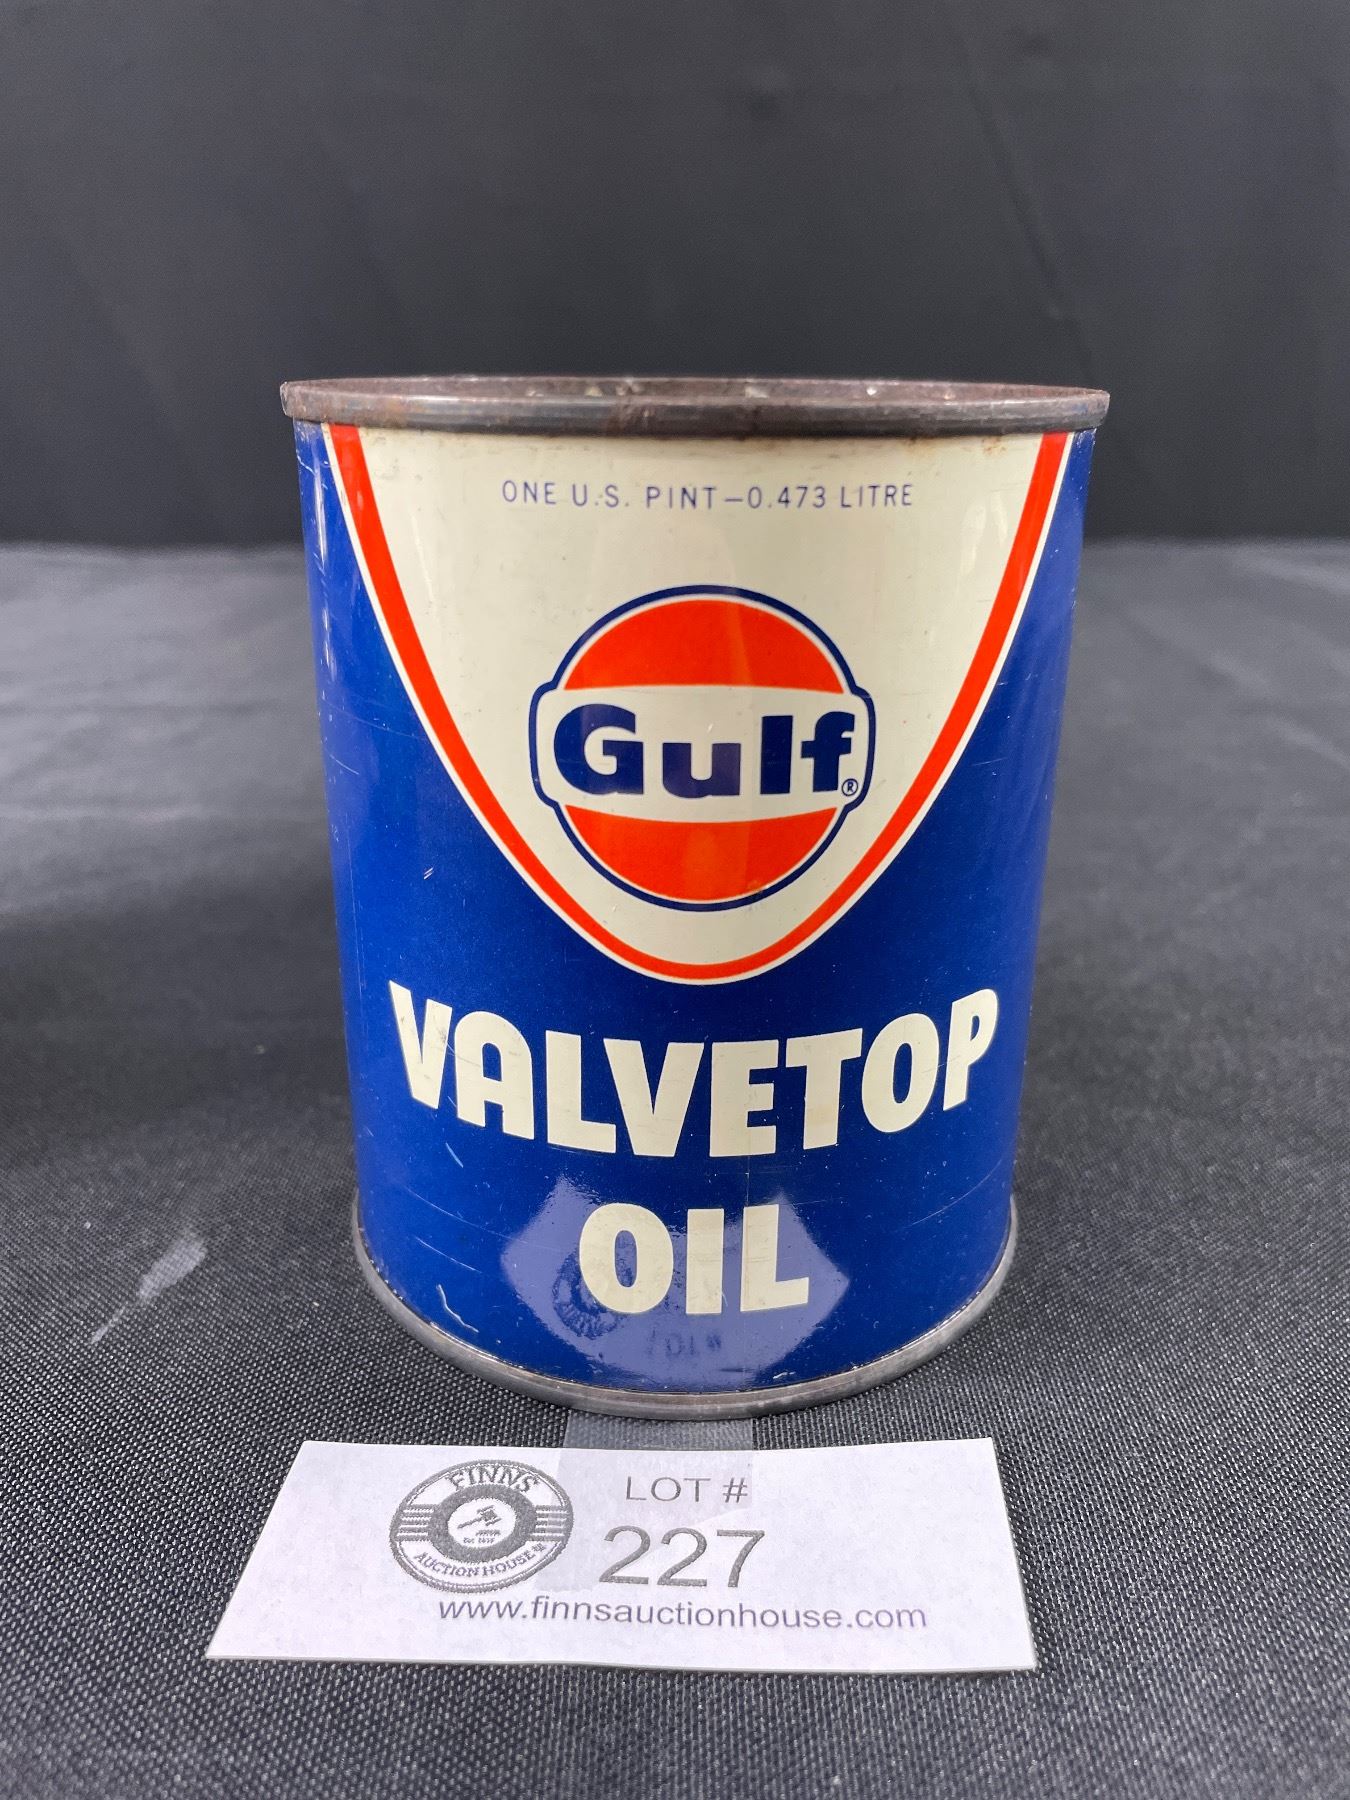 ONE U.S. PINT—0.473 LITRE
Gulf®
VALVETOP
OIL
FINNS
AUCTION HOUSE
LOT #
227
www.finnsauctionhouse.com